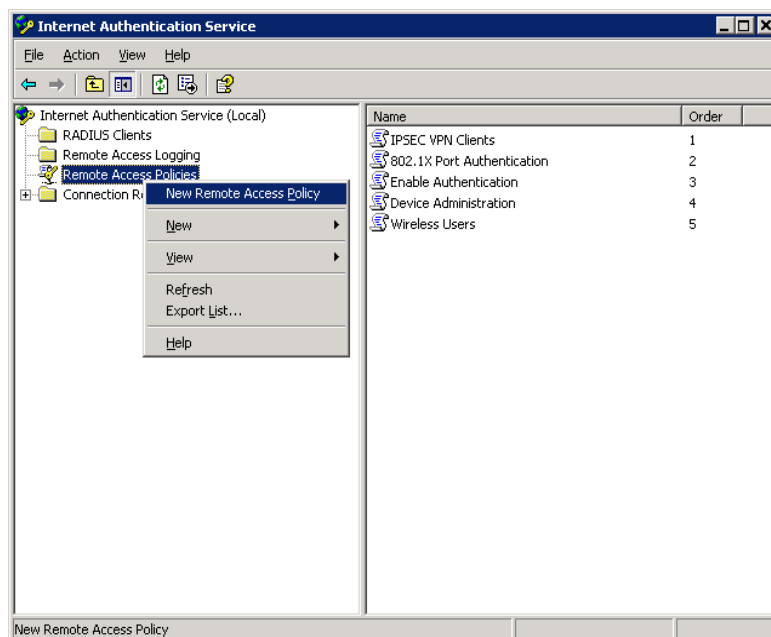 Internet Authentication Service
File Action View Help
Internet Authentication Service (Local)
RADIUS Clients
Remote Access Logging
Remote Access Policies
Connection R
New Remote Access Policy
New
View
Refresh
Export List...
Help
Name Order
IPSEC VPN Clients 1
802.1X Port Authentication 2
Enable Authentication 3
Device Administration 4
Wireless Users 5
New Remote Access Policy